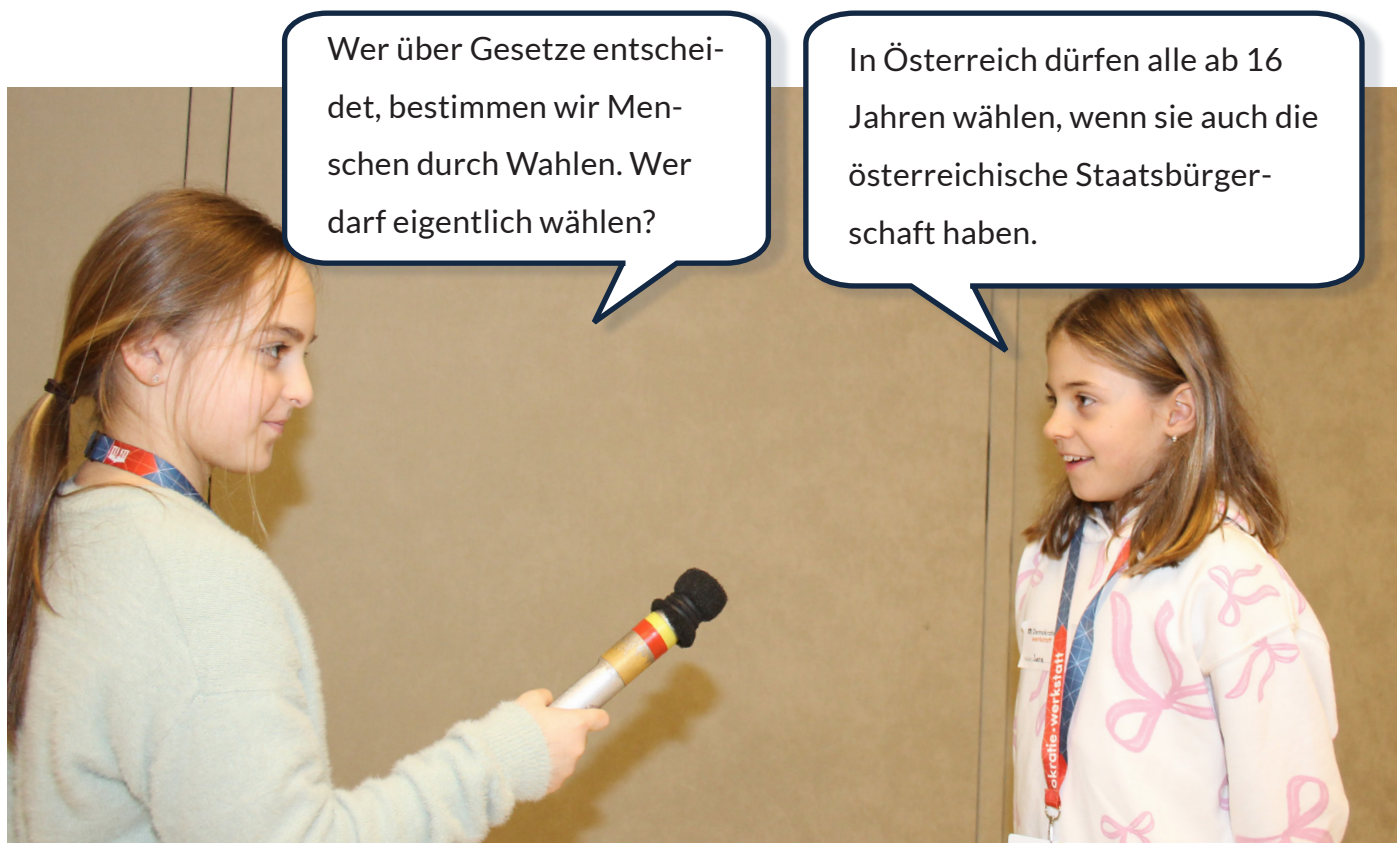 Wer über Gesetze entschei-
det, bestimmen wir Men-
schen durch Wahlen. Wer
darf eigentlich wählen?
In Österreich dürfen alle ab 16
Jahren wählen, wenn sie auch die
österreichische Staatsbürger-
schaft haben.
okratie·werkstatt